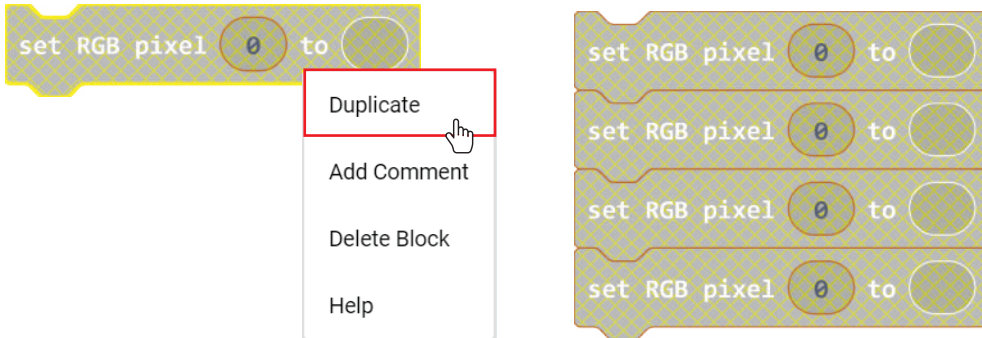 set RGB pixel 0 to
Duplicate
Add Comment
Delete Block
Help
set RGB pixel 0 to
set RGB pixel 0 to
set RGB pixel 0 to
set RGB pixel 0 to